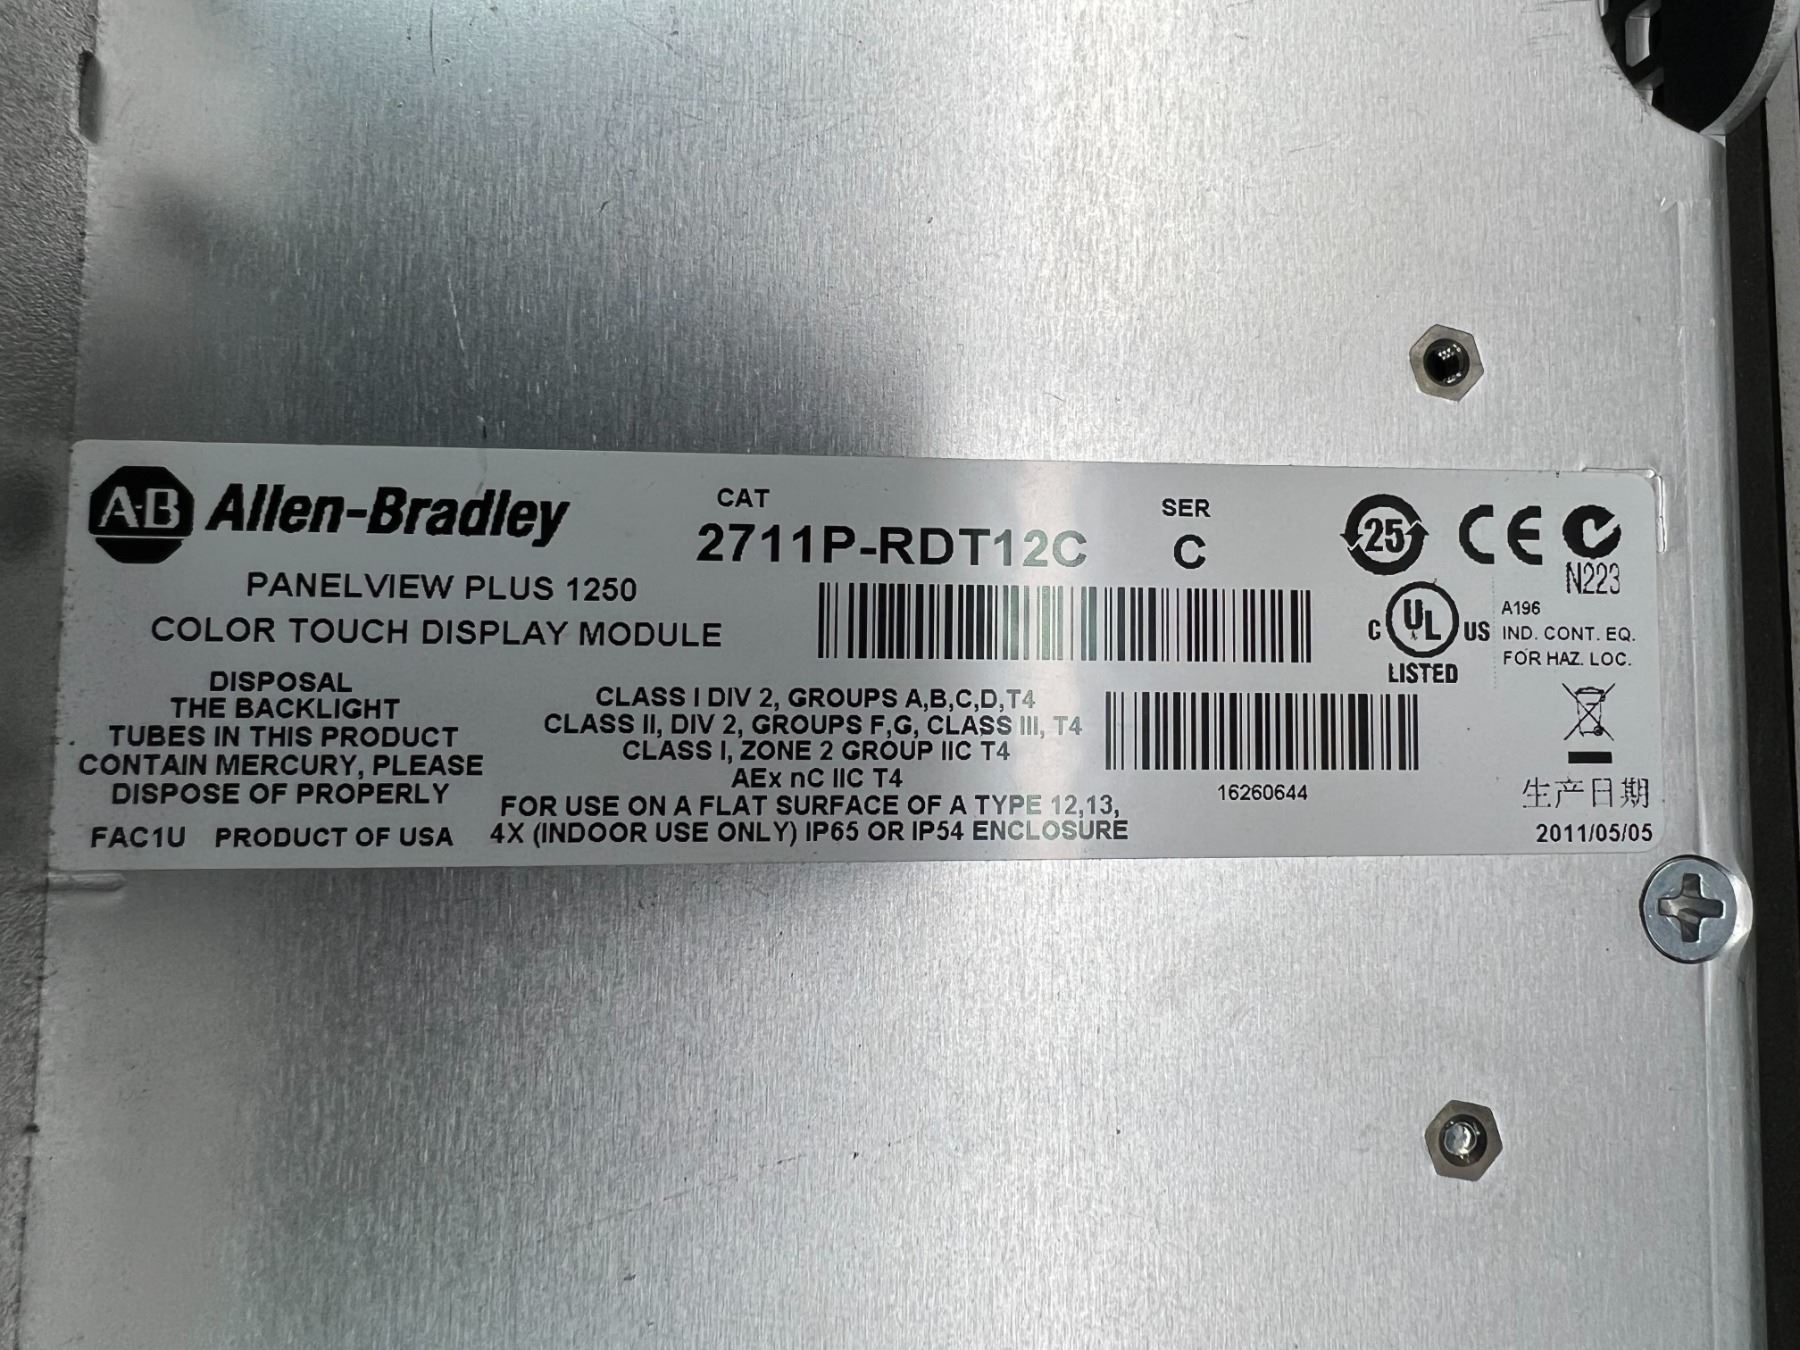 A-B Allen-Bradley
PANELVIEW PLUS 1250
COLOR TOUCH DISPLAY MODULE
CAT
2711P-RDT12C
SER
C
DISPOSAL
THE BACKLIGHT
TUBES IN THIS PRODUCT
CONTAIN MERCURY, PLEASE
DISPOSE OF PROPERLY
FAC1U PRODUCT OF USA
CLASS I DIV 2, GROUPS A,B,C,D,T4
CLASS II, DIV 2, GROUPS F,G, CLASS III, T4
CLASS I, ZONE 2 GROUP IIC T4
AEx nC IIC T4
FOR USE ON A FLAT SURFACE OF A TYPE 12,13,
4X (INDOOR USE ONLY) IP65 OR IP54 ENCLOSURE
16260644
25
CE
N223
C UL US
LISTED
A196
IND. CONT. EQ.
FOR HAZ. LOC.
生产日期
2011/05/05